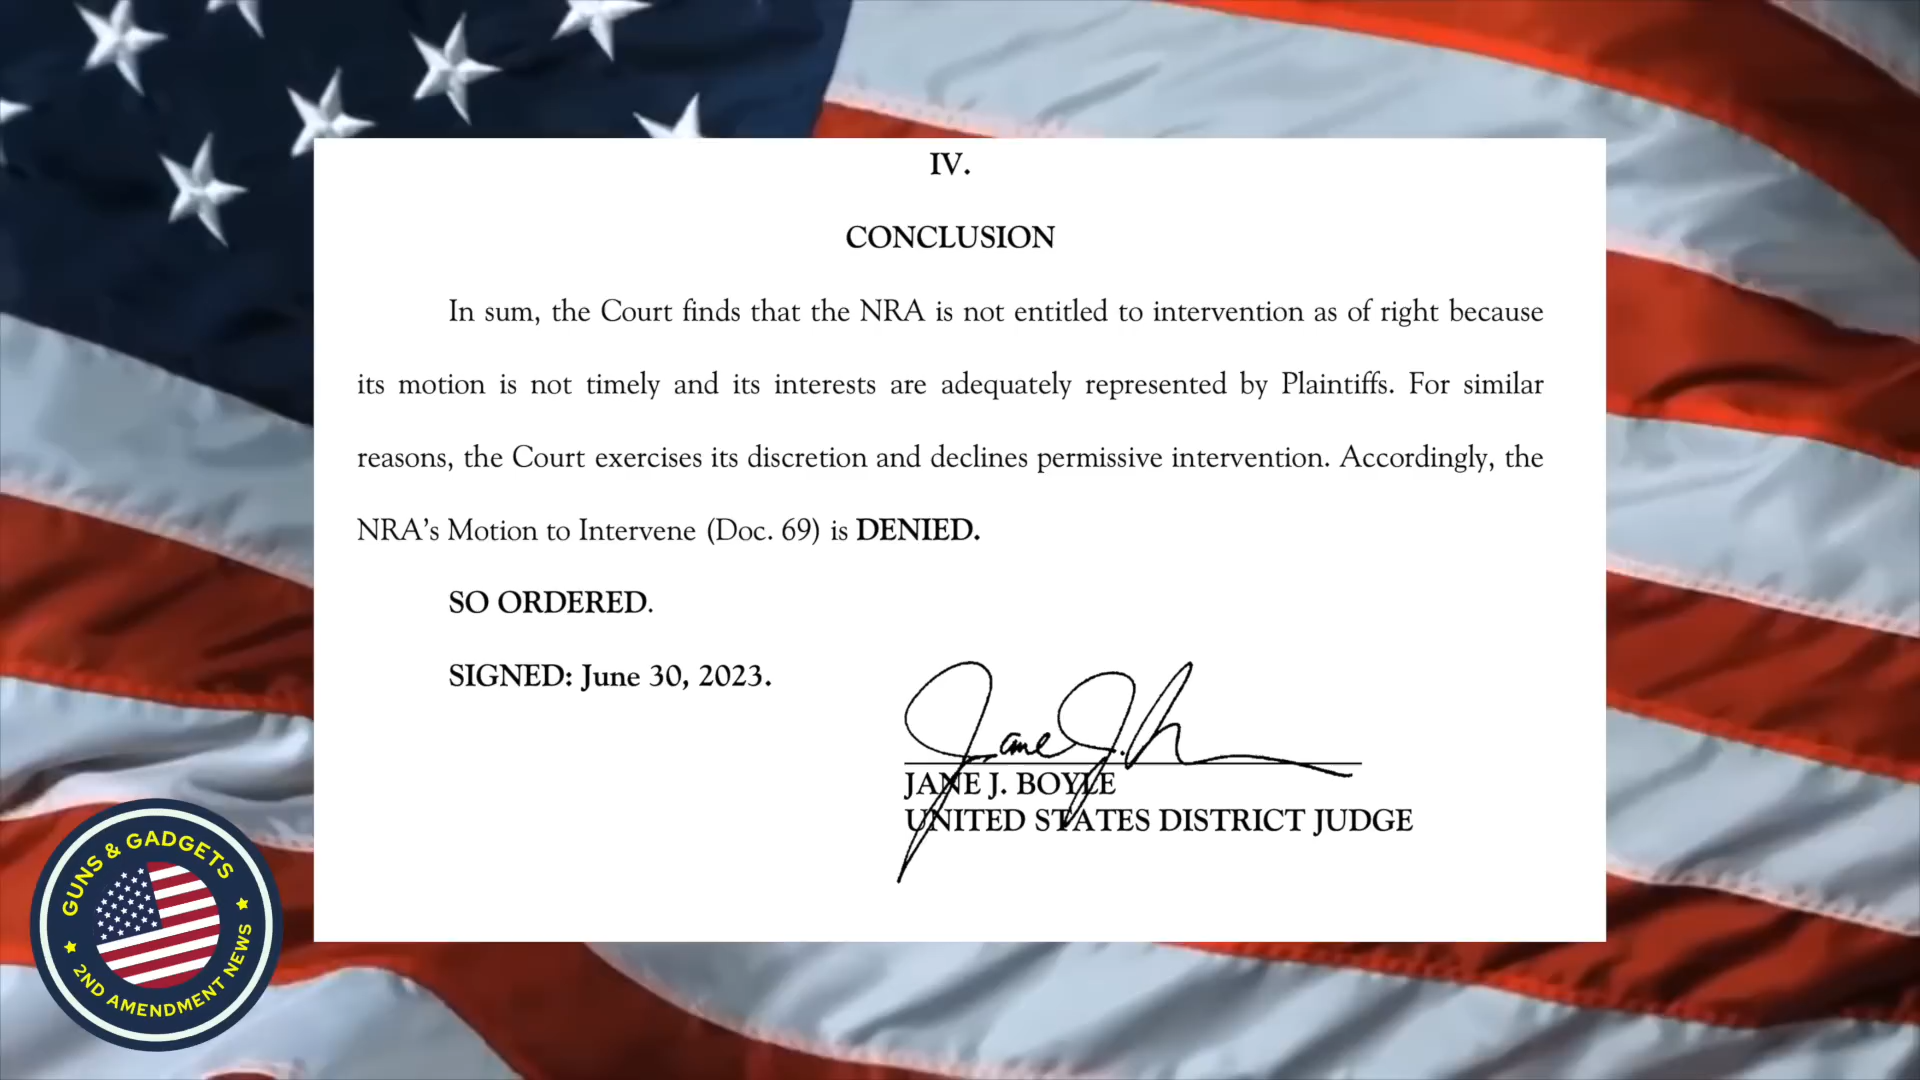 IV.
CONCLUSION
In sum, the Court finds that the NRA is not entitled to intervention as of right because
its motion is not timely and its interests are adequately represented by Plaintiffs. For similar
reasons, the Court exercises its discretion and declines permissive intervention. Accordingly, the
NRA’s Motion to Intervene (Doc. 69) is DENIED.
SO ORDERED.
SIGNED: June 30, 2023.
JANE J. BOYLE
UNITED STATES DISTRICT JUDGE
GUNS & GADGETS
2ND AMENDMENT NEWS